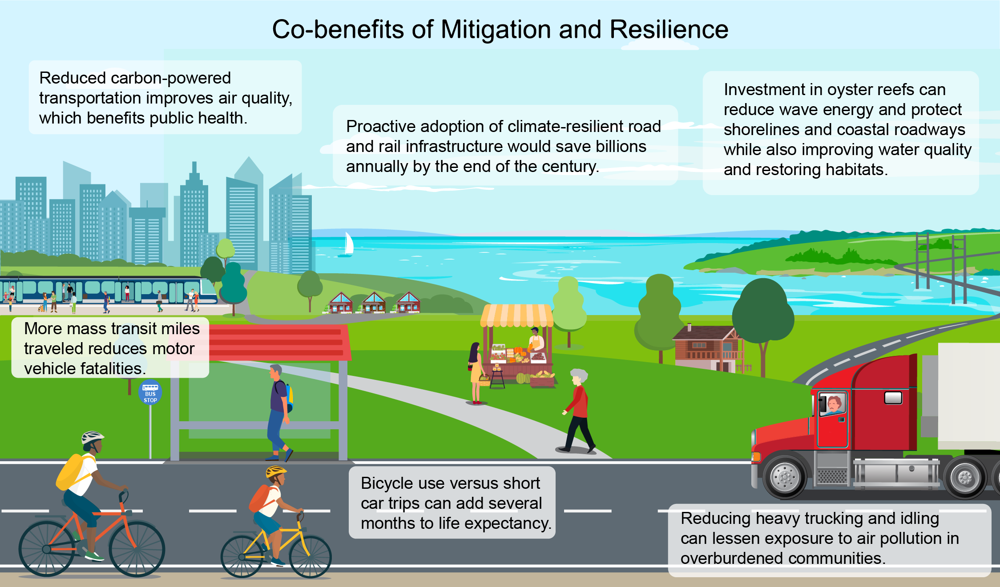 Co-benefits of Mitigation and Resilience
Reduced carbon-powered
transportation improves air quality,
which benefits public health.
Proactive adoption of climate-resilient road
and rail infrastructure would save billions
annually by the end of the century.
Investment in oyster reefs can
reduce wave energy and protect
shorelines and coastal roadways
while also improving water quality
and restoring habitats.
More mass transit miles
traveled reduces motor
vehicle fatalities.
BUS
STOP
Bicycle use versus short
car trips can add several
months to life expectancy.
Reducing heavy trucking and idling
can lessen exposure to air pollution in
overburdened communities.